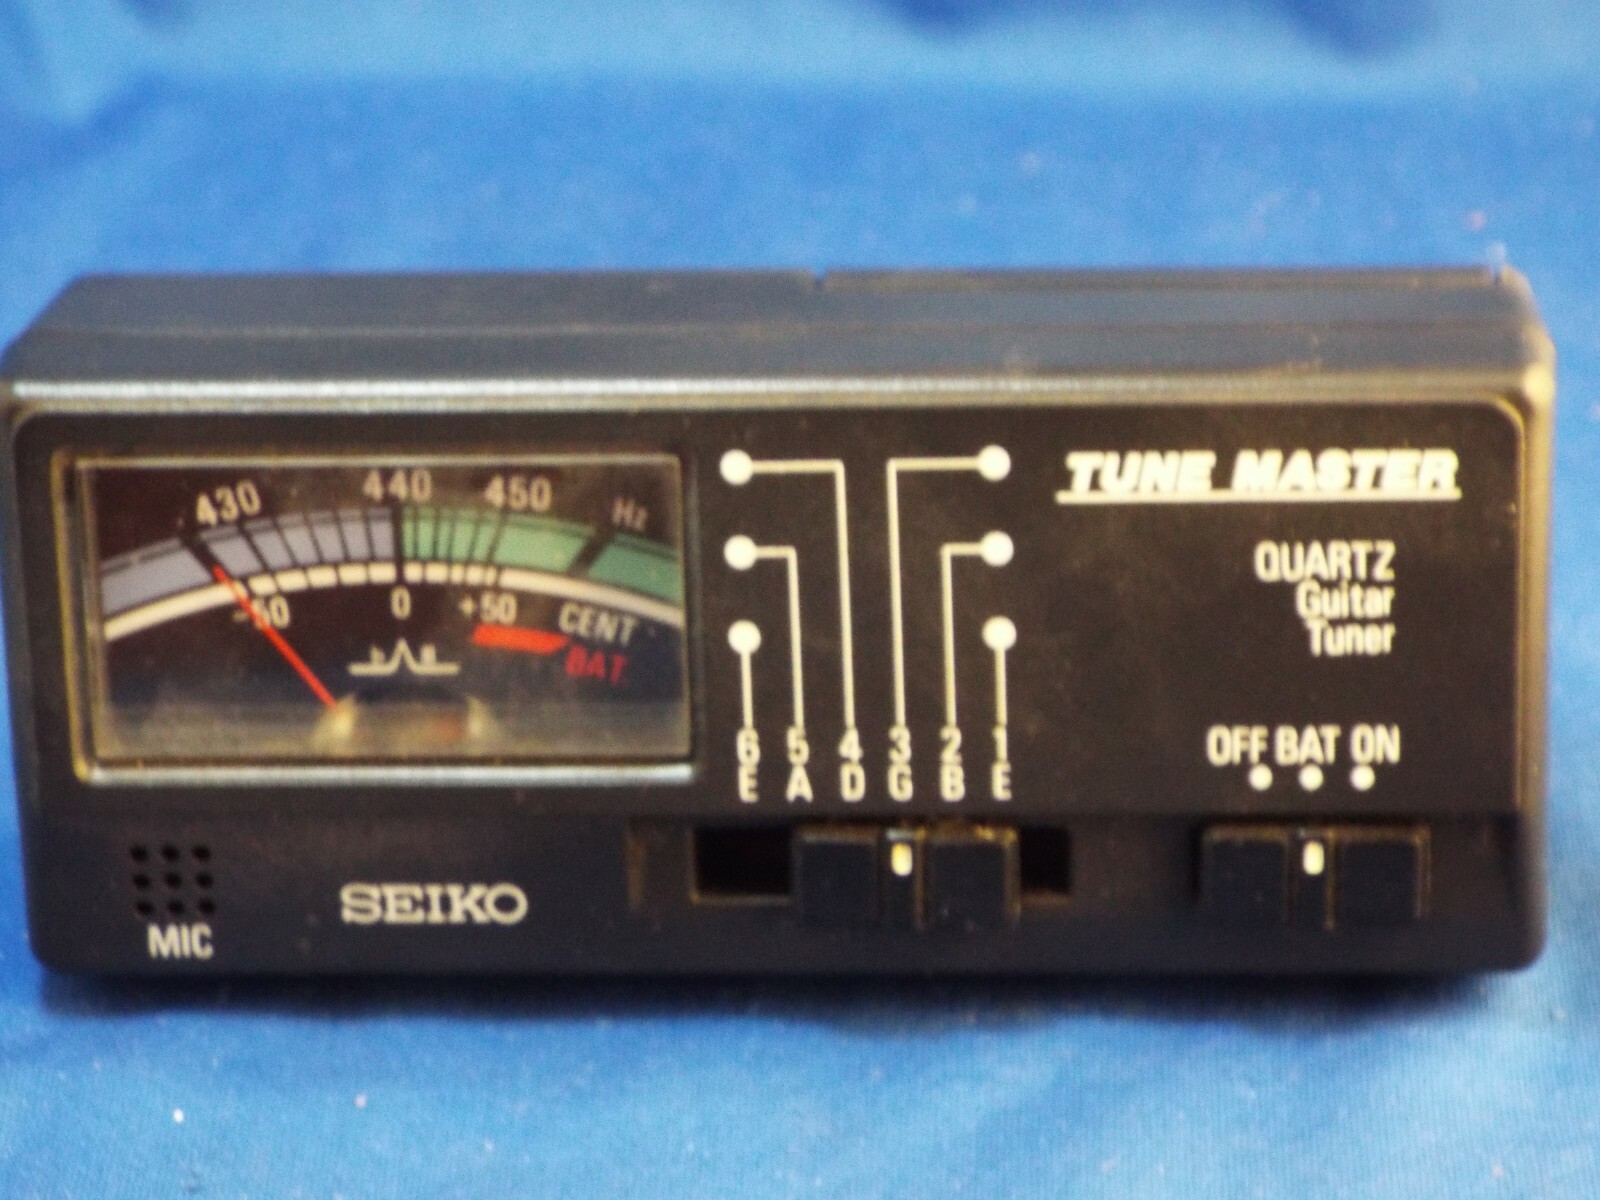 430 440 450 Hz
-50 0 +50 CENT
BAT
TUNE MASTER
QUARTZ
Guitar
Tuner
6 5 4 3 2 1
E A D G B E
OFF BAT ON
MIC
SEIKO